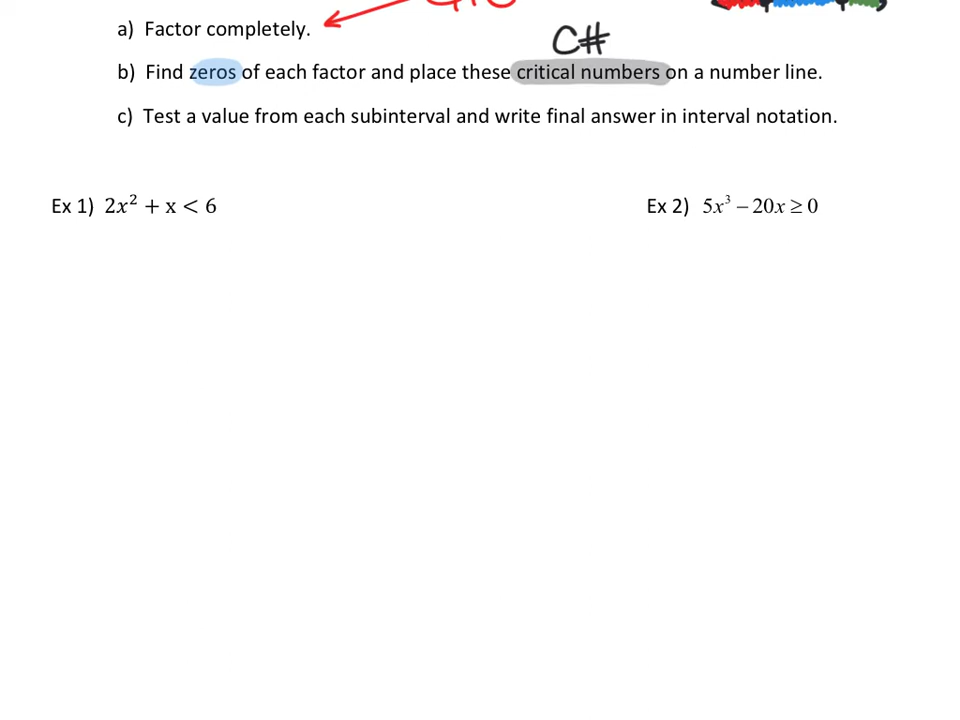 a) Factor completely.
C#
b) Find zeros of each factor and place these critical numbers on a number line.
c) Test a value from each subinterval and write final answer in interval notation.
Ex 1) 2x² + x < 6
Ex 2) 5x³ – 20x ≥ 0